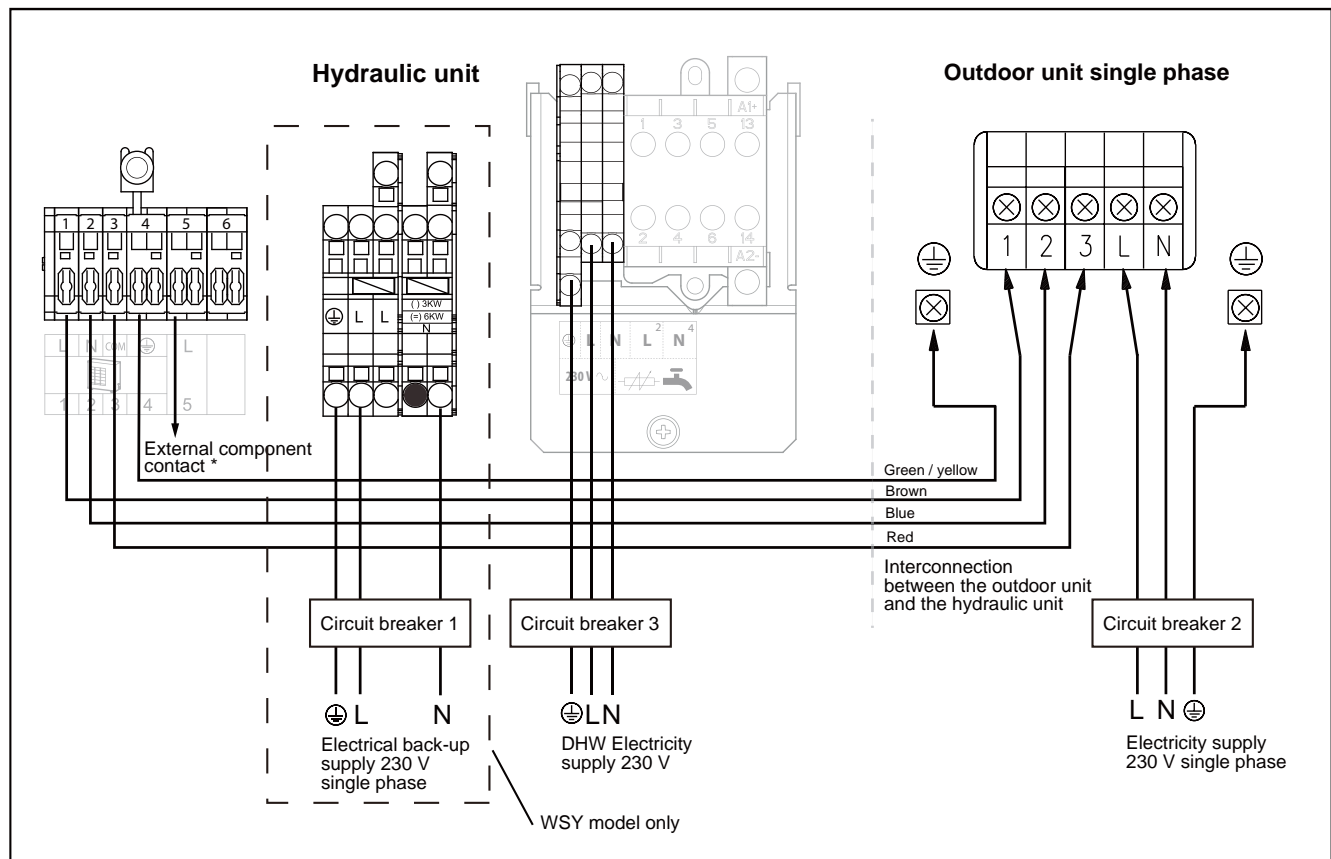 Hydraulic unit
Outdoor unit single phase
A1+
1 3 5 13
2 4 6 14
A2-
1 2 3 4 5 6
L N COM L
1 2 3 4 5
L L
( ) 3KW
(=) 6KW
N
L N L 2 N 4
230 V
1 2 3 L N
External component
contact *
Green / yellow
Brown
Blue
Red
Interconnection
between the outdoor unit
and the hydraulic unit
Circuit breaker 1
Circuit breaker 3
Circuit breaker 2
L N
Electrical back-up
supply 230 V
single phase
L N
DHW Electricity
supply 230 V
L N
Electricity supply
230 V single phase
WSY model only